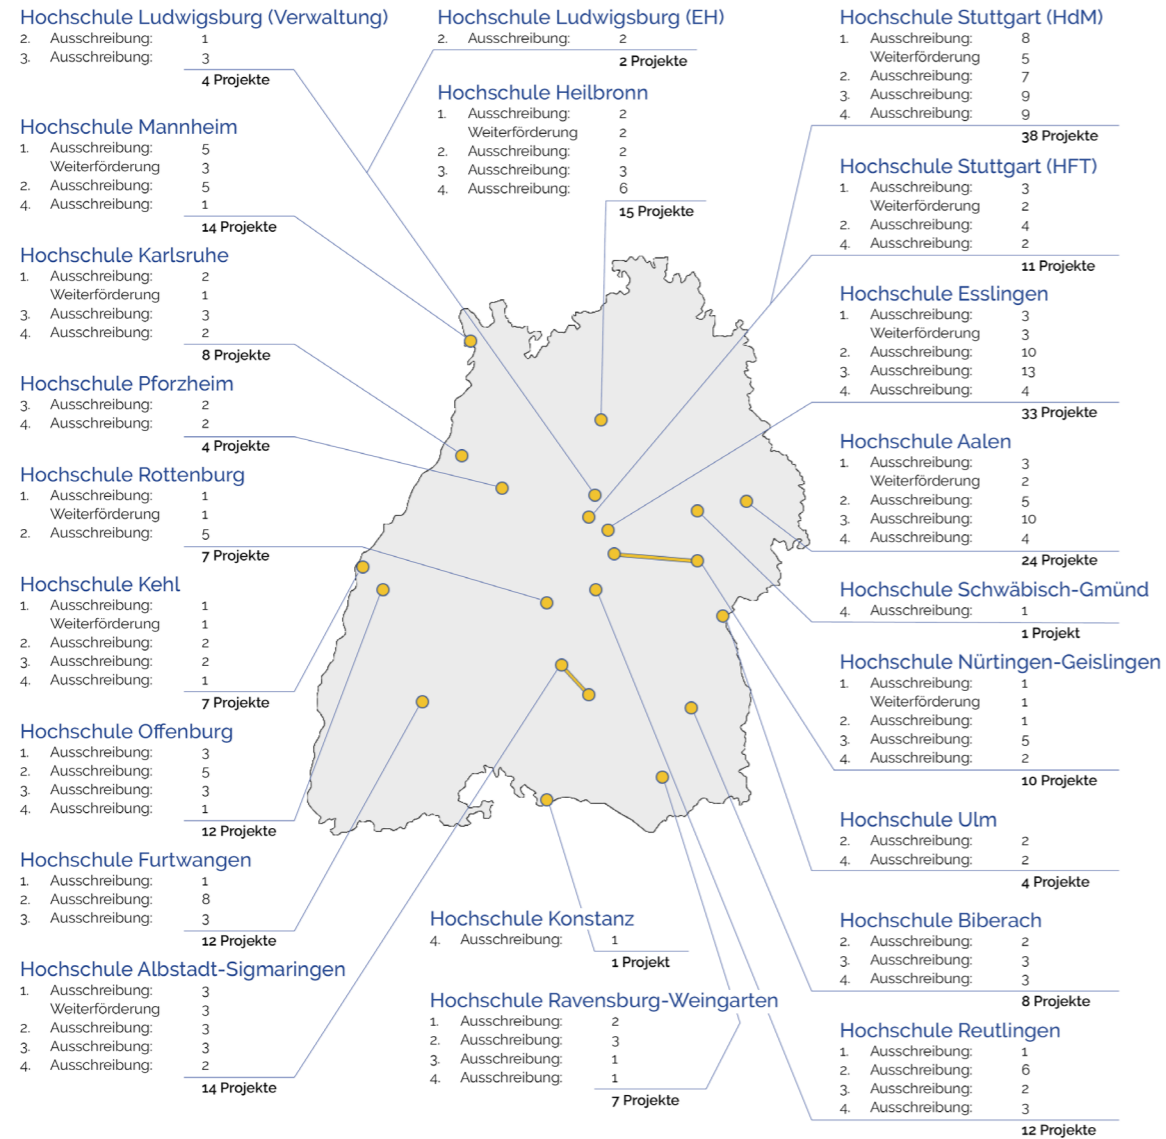 Hochschule Ludwigsburg (Verwaltung)
2. Ausschreibung: 1
3. Ausschreibung: 3
4 Projekte
Hochschule Mannheim
1. Ausschreibung: 5
Weiterförderung 3
2. Ausschreibung: 5
4. Ausschreibung: 1
14 Projekte
Hochschule Karlsruhe
1. Ausschreibung: 2
Weiterförderung 1
3. Ausschreibung: 3
4. Ausschreibung: 2
8 Projekte
Hochschule Pforzheim
3. Ausschreibung: 2
4. Ausschreibung: 2
4 Projekte
Hochschule Rottenburg
1. Ausschreibung: 1
Weiterförderung 1
2. Ausschreibung: 5
7 Projekte
Hochschule Kehl
1. Ausschreibung: 1
Weiterförderung 1
2. Ausschreibung: 2
3. Ausschreibung: 2
4. Ausschreibung: 1
7 Projekte
Hochschule Offenburg
1. Ausschreibung: 3
2. Ausschreibung: 5
3. Ausschreibung: 3
4. Ausschreibung: 1
12 Projekte
Hochschule Furtwangen
1. Ausschreibung: 1
2. Ausschreibung: 8
3. Ausschreibung: 3
12 Projekte
Hochschule Albstadt-Sigmaringen
1. Ausschreibung: 3
Weiterförderung 3
2. Ausschreibung: 3
3. Ausschreibung: 3
4. Ausschreibung: 2
14 Projekte
Hochschule Ludwigsburg (EH)
2. Ausschreibung: 2
2 Projekte
Hochschule Heilbronn
1. Ausschreibung: 2
Weiterförderung 2
2. Ausschreibung: 2
3. Ausschreibung: 3
4. Ausschreibung: 6
15 Projekte
Hochschule Konstanz
4. Ausschreibung: 1
1 Projekt
Hochschule Ravensburg-Weingarten
1. Ausschreibung: 2
2. Ausschreibung: 3
3. Ausschreibung: 1
4. Ausschreibung: 1
7 Projekte
Hochschule Stuttgart (HdM)
1. Ausschreibung: 8
Weiterförderung 5
2. Ausschreibung: 7
3. Ausschreibung: 9
4. Ausschreibung: 9
38 Projekte
Hochschule Stuttgart (HFT)
1. Ausschreibung: 3
Weiterförderung 2
2. Ausschreibung: 4
4. Ausschreibung: 2
11 Projekte
Hochschule Esslingen
1. Ausschreibung: 3
Weiterförderung 3
2. Ausschreibung: 10
3. Ausschreibung: 13
4. Ausschreibung: 4
33 Projekte
Hochschule Aalen
1. Ausschreibung: 3
Weiterförderung 2
2. Ausschreibung: 5
3. Ausschreibung: 10
4. Ausschreibung: 4
24 Projekte
Hochschule Schwäbisch-Gmünd
4. Ausschreibung: 1
1 Projekt
Hochschule Nürtingen-Geislingen
1. Ausschreibung: 1
Weiterförderung 1
2. Ausschreibung: 1
3. Ausschreibung: 5
4. Ausschreibung: 2
10 Projekte
Hochschule Ulm
2. Ausschreibung: 2
4. Ausschreibung: 2
4 Projekte
Hochschule Biberach
2. Ausschreibung: 2
3. Ausschreibung: 3
4. Ausschreibung: 3
8 Projekte
Hochschule Reutlingen
1. Ausschreibung: 1
2. Ausschreibung: 6
3. Ausschreibung: 2
4. Ausschreibung: 3
12 Projekte